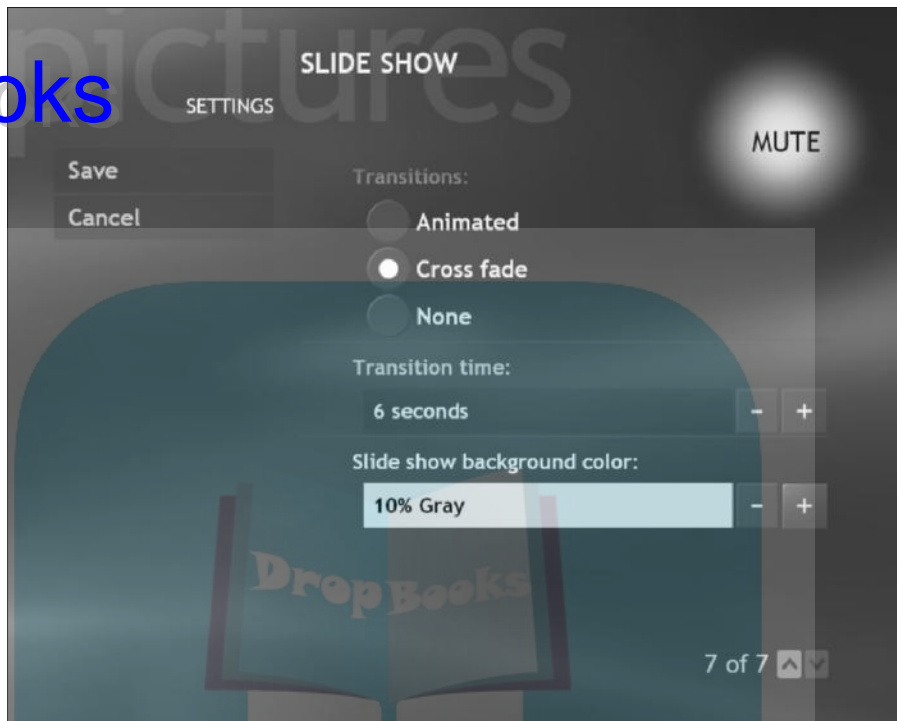 pictures
SLIDE SHOW
oks
SETTINGS
MUTE
Save
Cancel
Transitions:
Animated
Cross fade
None
Transition time:
6 seconds
- +
Slide show background color:
10% Gray
- +
DropBooks
7 of 7